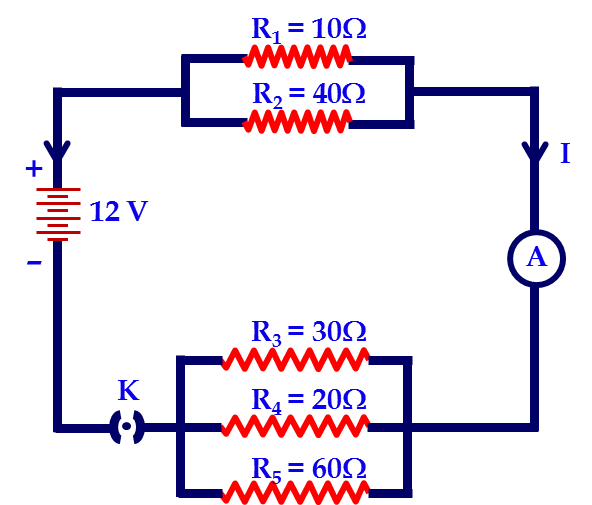 R₁ = 10Ω
R₂ = 40Ω
I
+
12 V
–
A
R₃ = 30Ω
K
R₄ = 20Ω
R₅ = 60Ω